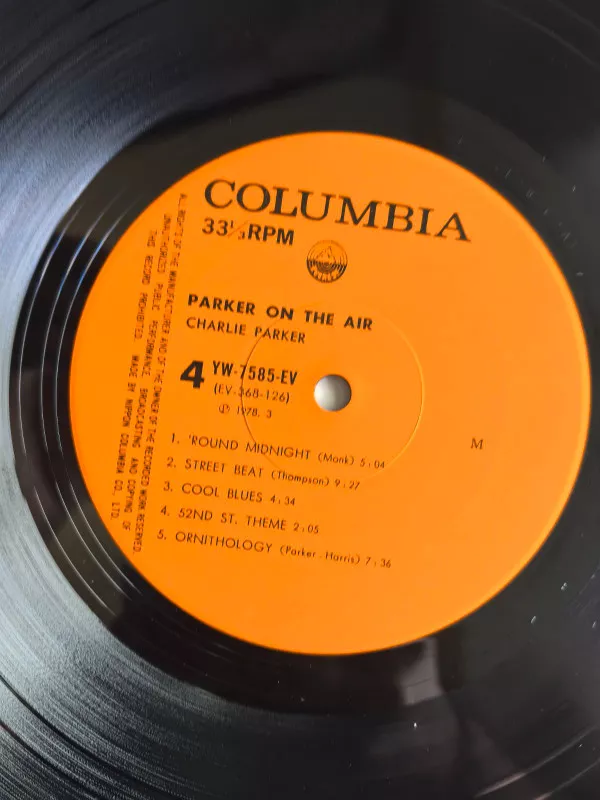 COLUMBIA
33⅓RPM
PARKER ON THE AIR
CHARLIE PARKER
4 YW-7585-EV
(EV-368-126)
Ⓟ 1978. 3
M
1. 'ROUND MIDNIGHT (Monk) 5:04
2. STREET BEAT (Thompson) 9:27
3. COOL BLUES 4:34
4. 52ND ST. THEME 2:05
5. ORNITHOLOGY (Parker-Harris) 7:36
ALL RIGHTS OF THE MANUFACTURER AND OF THE OWNER OF THE RECORDED WORK RESERVED.
UNAUTHORIZED PUBLIC PERFORMANCE, BROADCASTING AND COPYING OF
THIS RECORD PROHIBITED. MADE BY NIPPON COLUMBIA CO., LTD.